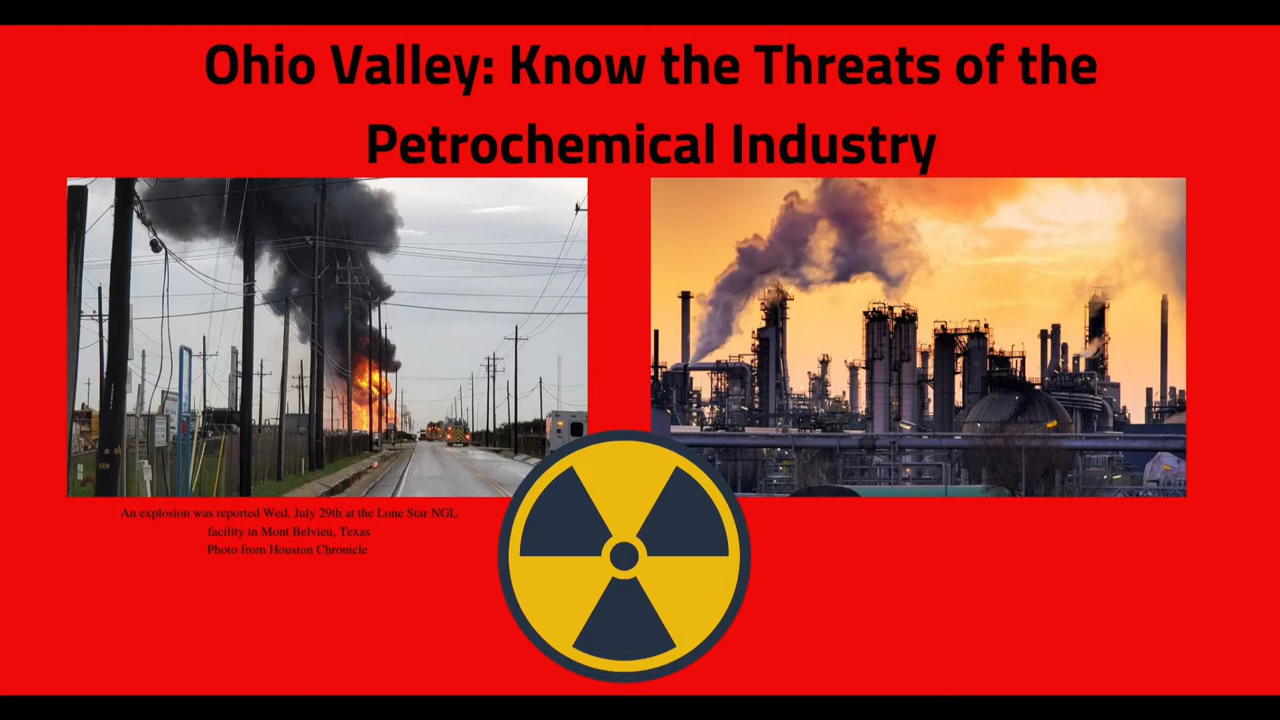 Ohio Valley: Know the Threats of the
Petrochemical Industry
An explosion was reported Wed, July 29th at the Lone Star NGL
facility in Mont Belvieu, Texas
Photo from Houston Chronicle